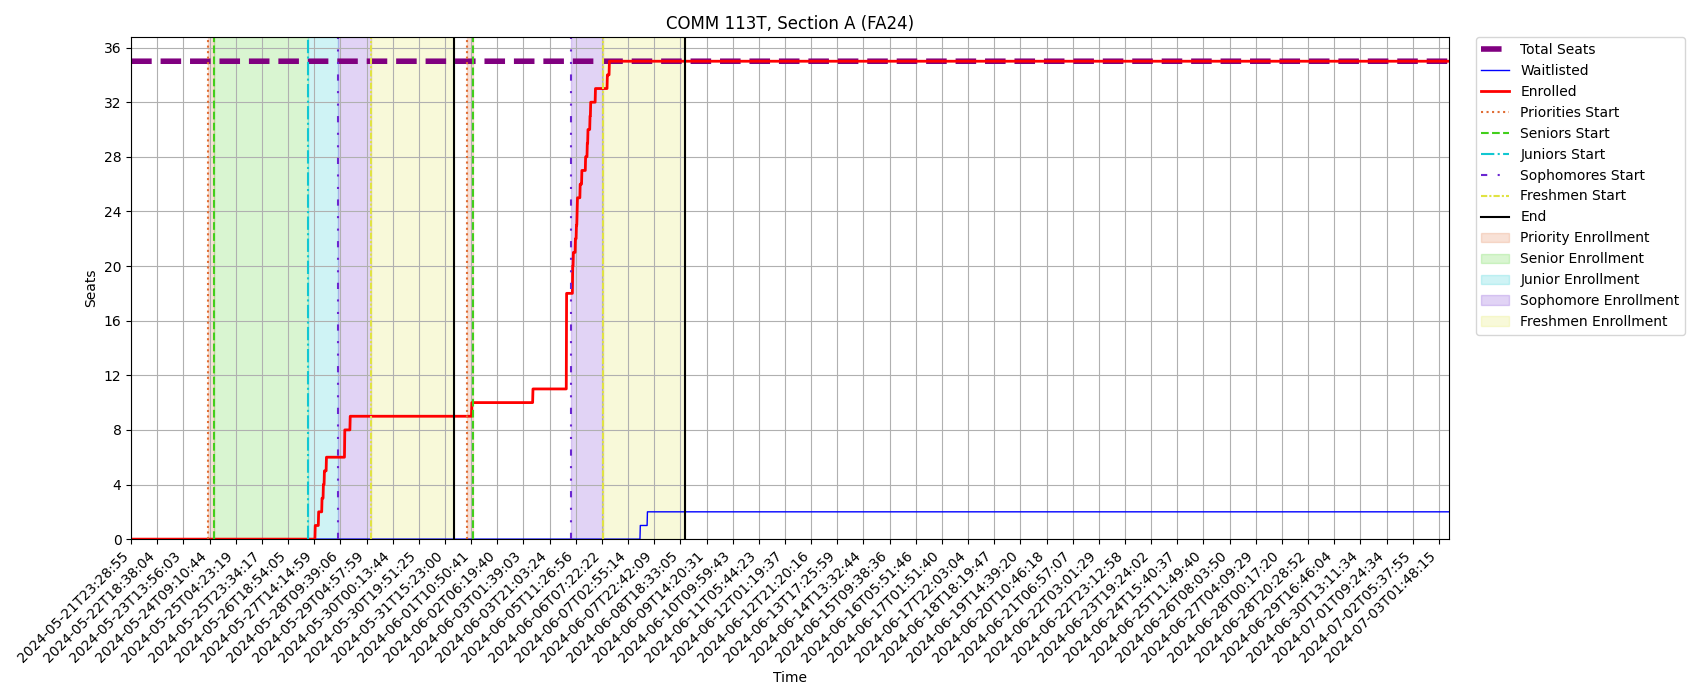 COMM 113T, Section A (FA24)
36
32
28
24
20
16
12
8
4
0
Seats
2024-05-21T23:28:55
2024-05-22T18:38:04
2024-05-23T13:56:03
2024-05-24T09:10:44
2024-05-25T04:23:19
2024-05-25T23:34:17
2024-05-26T18:54:05
2024-05-27T14:14:59
2024-05-28T09:39:06
2024-05-29T04:57:59
2024-05-30T00:13:44
2024-05-30T19:51:25
2024-05-31T15:23:00
2024-06-01T10:50:41
2024-06-02T06:19:40
2024-06-03T01:39:03
2024-06-03T21:03:24
2024-06-05T11:26:56
2024-06-06T07:22:22
2024-06-07T02:55:14
2024-06-07T22:42:09
2024-06-08T18:33:05
2024-06-09T14:20:31
2024-06-10T09:59:43
2024-06-11T05:44:23
2024-06-12T01:19:37
2024-06-12T21:20:16
2024-06-13T17:25:59
2024-06-14T13:32:44
2024-06-15T09:38:36
2024-06-16T05:51:46
2024-06-17T01:51:40
2024-06-17T22:03:04
2024-06-18T18:19:47
2024-06-19T14:39:20
2024-06-20T10:46:18
2024-06-21T06:57:07
2024-06-22T03:01:29
2024-06-22T23:12:58
2024-06-23T19:24:02
2024-06-24T15:40:37
2024-06-25T11:49:40
2024-06-26T08:03:50
2024-06-27T04:09:29
2024-06-28T00:17:20
2024-06-28T20:28:52
2024-06-29T16:46:04
2024-06-30T13:11:34
2024-07-01T09:24:34
2024-07-02T05:37:55
2024-07-03T01:48:15
Time
Total Seats
Waitlisted
Enrolled
Priorities Start
Seniors Start
Juniors Start
Sophomores Start
Freshmen Start
End
Priority Enrollment
Senior Enrollment
Junior Enrollment
Sophomore Enrollment
Freshmen Enrollment